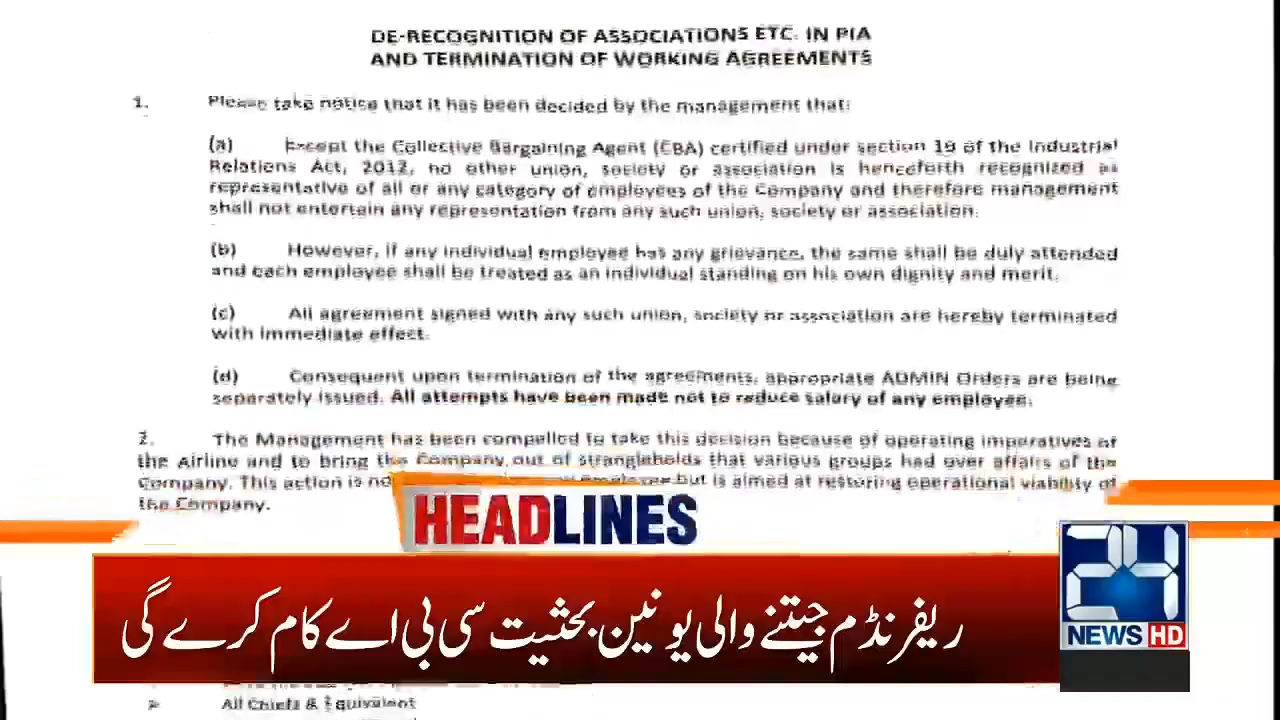 DE-RECOGNITION OF ASSOCIATIONS ETC. IN PIA
AND TERMINATION OF WORKING AGREEMENTS
1. Please take notice that it has been decided by the management that:
(a) Except the Collective Bargaining Agent (CBA) certified under section 19 of the Industrial
Relations Act, 2012, no other union, society or association is henceforth recognized as
representative of all or any category of employees of the Company and therefore management
shall not entertain any representation from any such union, society or association.
(b) However, if any individual employee has any grievance, the same shall be duly attended
and each employee shall be treated as an individual standing on his own dignity and merit.
(c) All agreement signed with any such union, society or association are hereby terminated
with immediate effect.
(d) Consequent upon termination of the agreements, appropriate ADMIN Orders are being
separately issued. All attempts have been made not to reduce salary of any employee.
2. The Management has been compelled to take this decision because of operating imperatives of
the Airline and to bring the Company out of strangleholds that various groups had over affairs of the
Company. This action is but is aimed at restoring operational viability of
the Company.
HEADLINES
ریفرنڈم جیتنے والی یونین بحثیت سی بی اے کام کرے گی
24
NEWS HD
All Chiefs & Equivalent